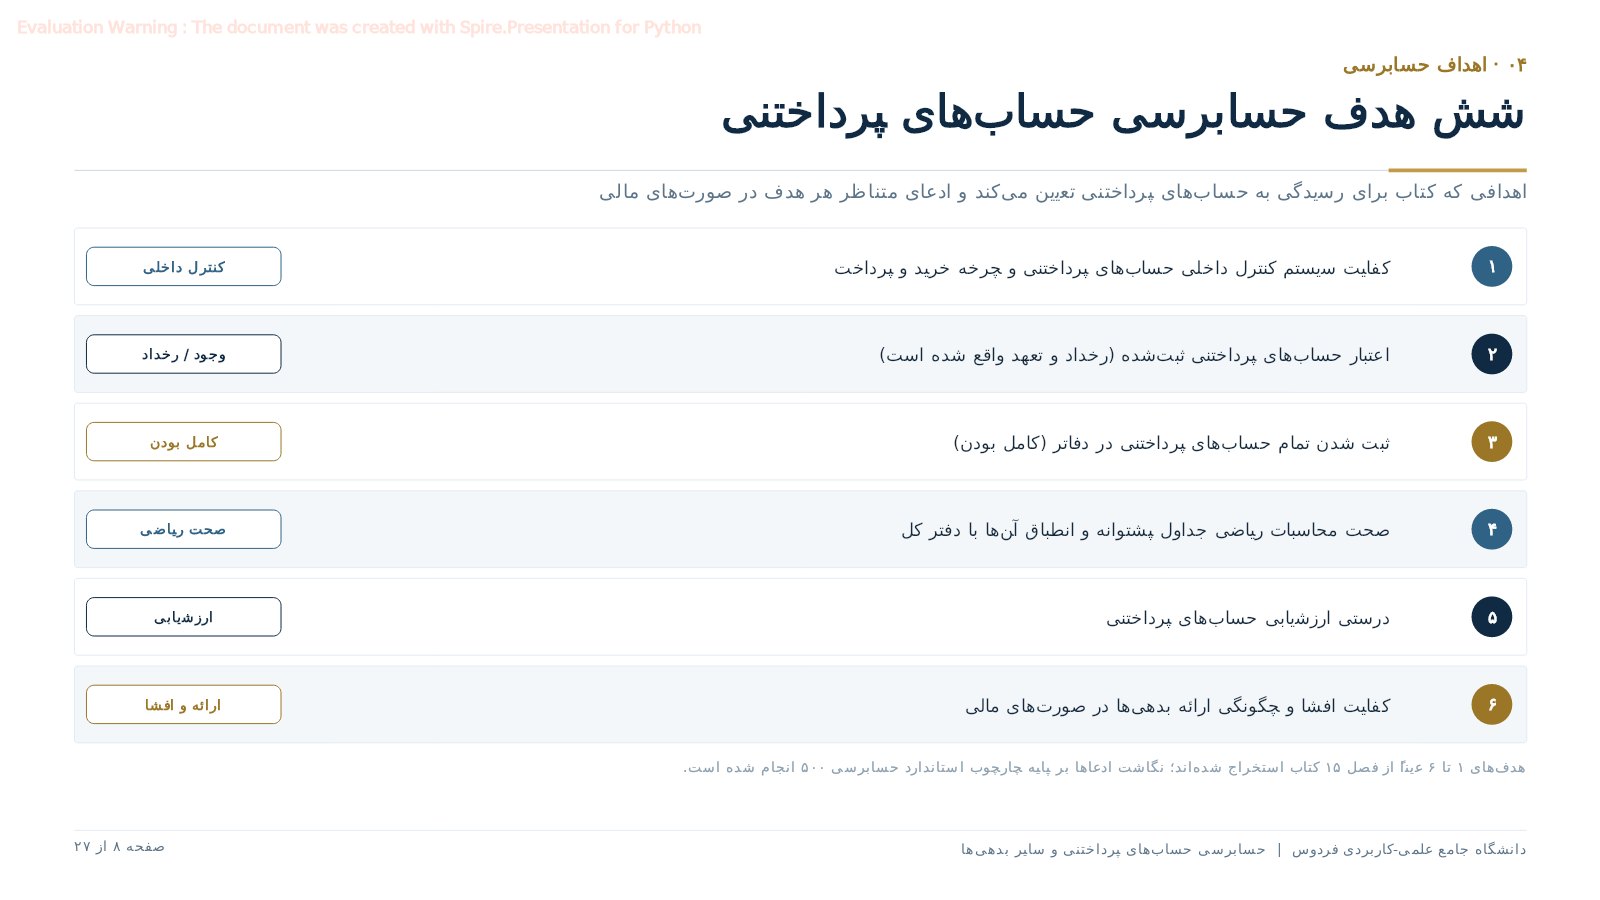 Evaluation Warning : The document was created with Spire.Presentation for Python
۰۴ · اهداف حسابرسی
شش هدف حسابرسی حساب‌های پرداختنی
اهدافی که کتاب برای رسیدگی به حساب‌های پرداختنی تعیین می‌کند و ادعای متناظر هر هدف در صورت‌های مالی
۱ کفایت سیستم کنترل داخلی حساب‌های پرداختنی و چرخه خرید و پرداخت کنترل داخلی
۲ اعتبار حساب‌های پرداختنی ثبت‌شده (رخداد و تعهد واقع شده است) وجود / رخداد
۳ ثبت شدن تمام حساب‌های پرداختنی در دفاتر (کامل بودن) کامل بودن
۴ صحت محاسبات ریاضی جداول پشتوانه و انطباق آن‌ها با دفتر کل صحت ریاضی
۵ درستی ارزشیابی حساب‌های پرداختنی ارزشیابی
۶ کفایت افشا و چگونگی ارائه بدهی‌ها در صورت‌های مالی ارائه و افشا
هدف‌های ۱ تا ۶ عیناً از فصل ۱۵ کتاب استخراج شده‌اند؛ نگاشت ادعاها بر پایه چارچوب استاندارد حسابرسی ۵۰۰ انجام شده است.
دانشگاه جامع علمی-کاربردی فردوس | حسابرسی حساب‌های پرداختنی و سایر بدهی‌ها
صفحه ۸ از ۲۷